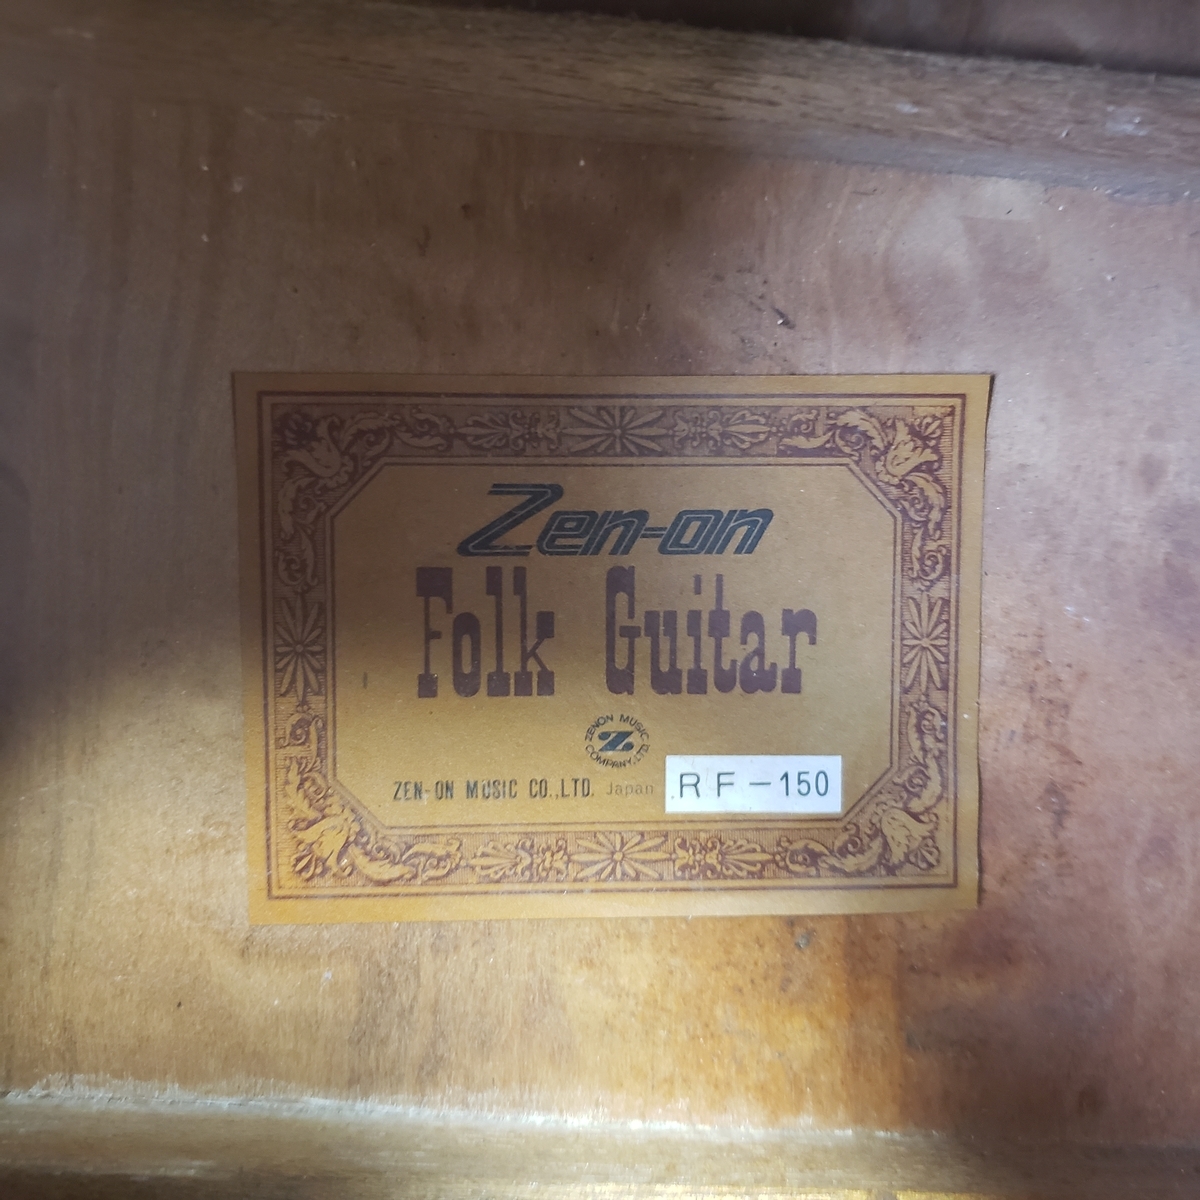 Zen-on
Folk Guitar
ZENON MUSIC
Z
COMPANY, LTD.
ZEN-ON MUSIC CO.,LTD. Japan RF-150